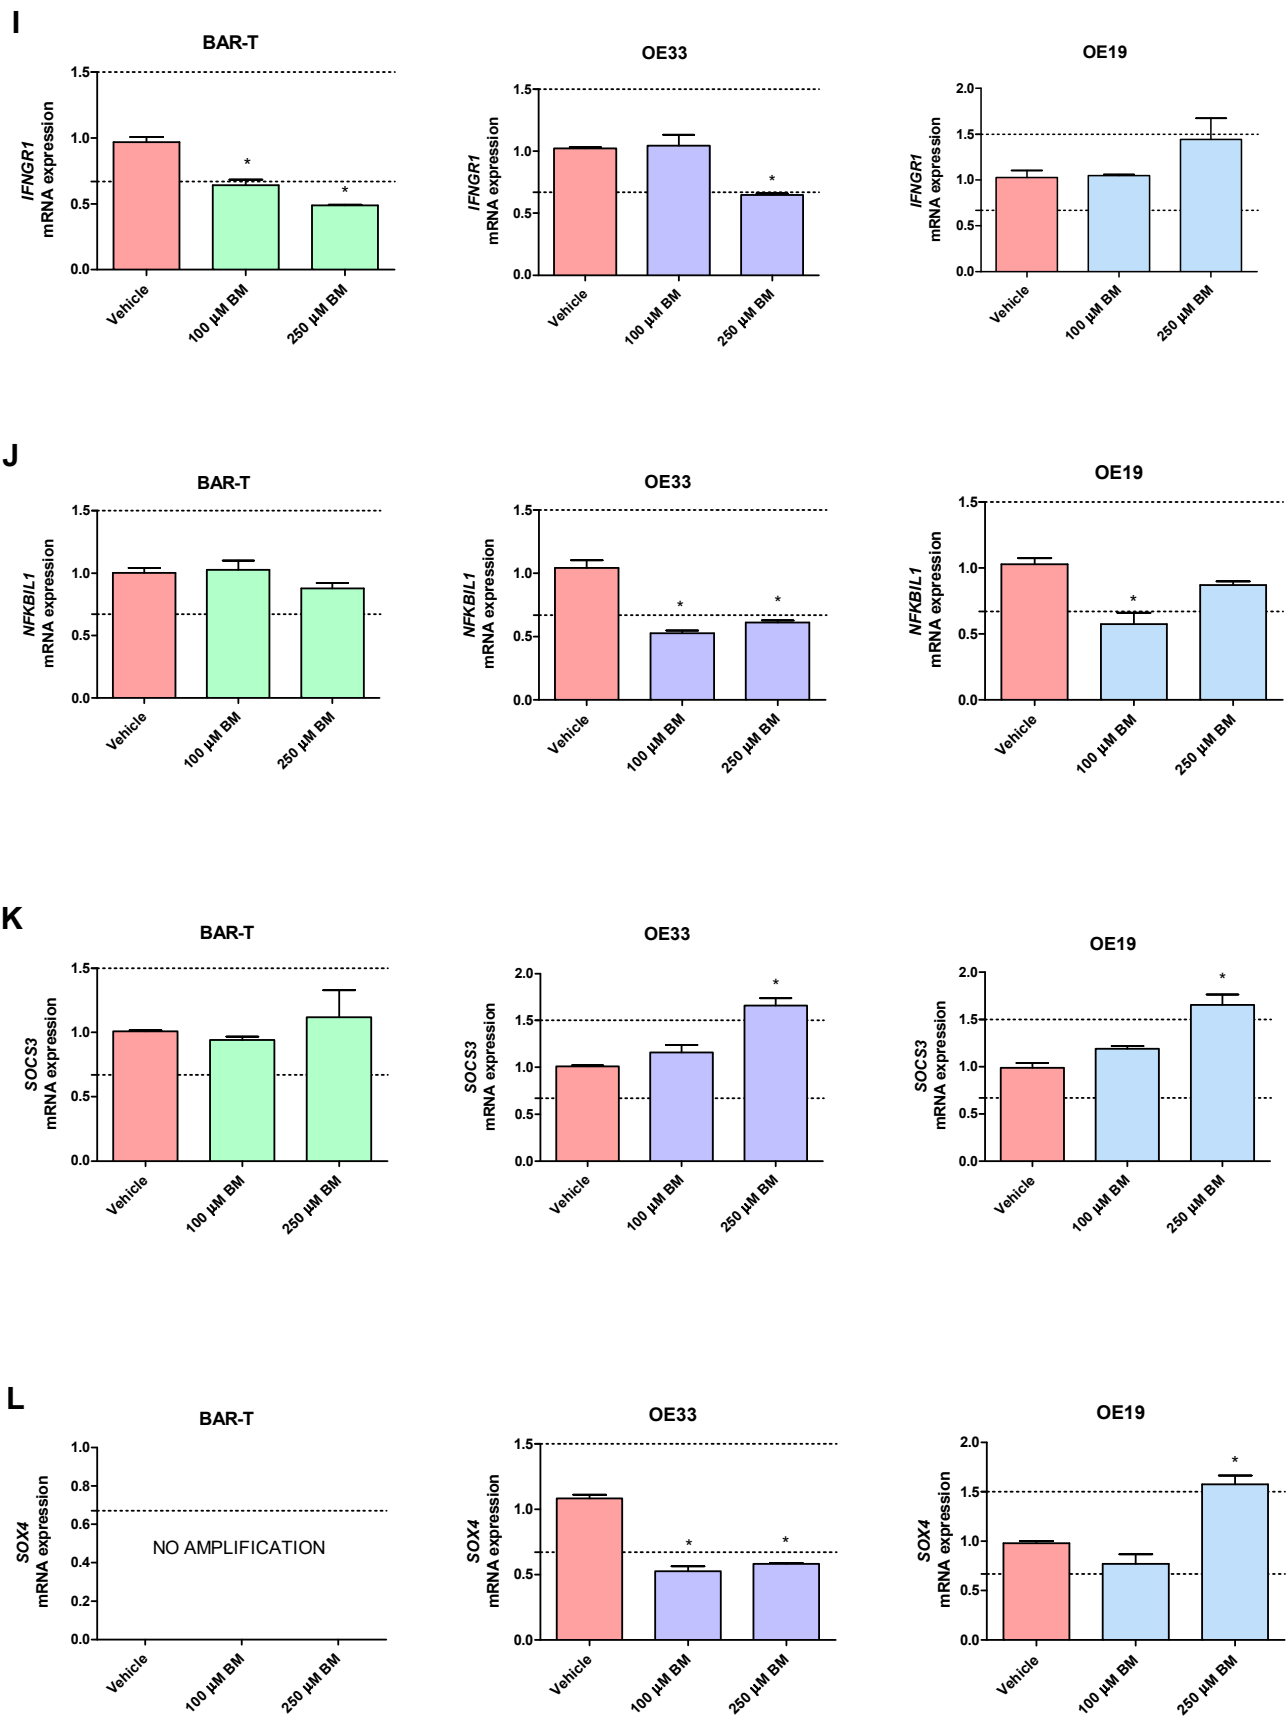 I
BAR-T
IFNGR1
mRNA expression
1.5
1.0
0.5
0.0
*
*
Vehicle
100 µM BM
250 µM BM
OE33
IFNGR1
mRNA expression
1.5
1.0
0.5
0.0
*
Vehicle
100 µM BM
250 µM BM
OE19
IFNGR1
mRNA expression
2.0
1.5
1.0
0.5
0.0
Vehicle
100 µM BM
250 µM BM
J
BAR-T
NFKBIL1
mRNA expression
1.5
1.0
0.5
0.0
Vehicle
100 µM BM
250 µM BM
OE33
NFKBIL1
mRNA expression
1.5
1.0
0.5
0.0
*
*
Vehicle
100 µM BM
250 µM BM
OE19
NFKBIL1
mRNA expression
1.5
1.0
0.5
0.0
*
Vehicle
100 µM BM
250 µM BM
K
BAR-T
SOCS3
mRNA expression
1.5
1.0
0.5
0.0
Vehicle
100 µM BM
250 µM BM
OE33
SOCS3
mRNA expression
2.0
1.5
1.0
0.5
0.0
*
Vehicle
100 µM BM
250 µM BM
OE19
SOCS3
mRNA expression
2.0
1.5
1.0
0.5
0.0
*
Vehicle
100 µM BM
250 µM BM
L
BAR-T
SOX4
mRNA expression
1.0
0.8
0.6
0.4
0.2
0.0
NO AMPLIFICATION
Vehicle
100 µM BM
250 µM BM
OE33
SOX4
mRNA expression
1.5
1.0
0.5
0.0
*
*
Vehicle
100 µM BM
250 µM BM
OE19
SOX4
mRNA expression
2.0
1.5
1.0
0.5
0.0
*
Vehicle
100 µM BM
250 µM BM